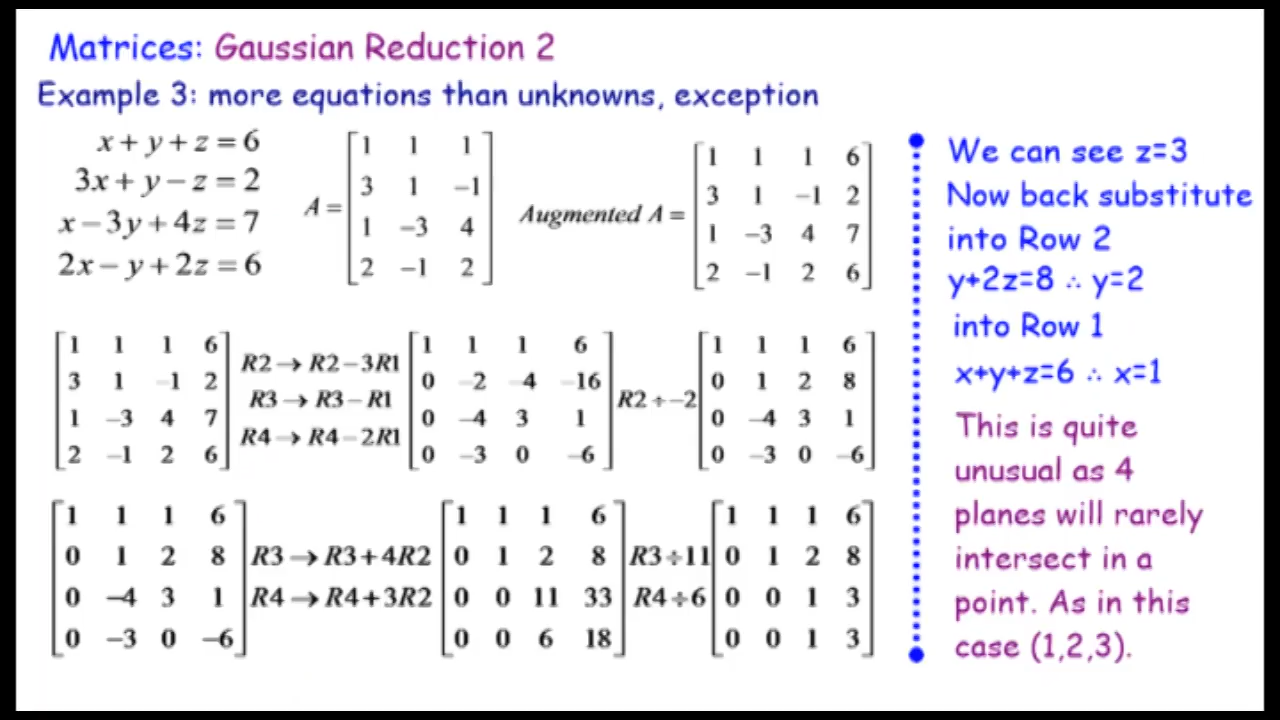 Matrices: Gaussian Reduction 2
Example 3: more equations than unknowns, exception
x + y + z = 6
3x + y − z = 2
x − 3y + 4z = 7
2x − y + 2z = 6
A =
1 1 1
3 1 −1
1 −3 4
2 −1 2
Augmented A =
1 1 1 6
3 1 −1 2
1 −3 4 7
2 −1 2 6
1 1 1 6
3 1 −1 2
1 −3 4 7
2 −1 2 6
R2 → R2 − 3R1
R3 → R3 − R1
R4 → R4 − 2R1
1 1 1 6
0 −2 −4 −16
0 −4 3 1
0 −3 0 −6
R2 ÷ −2
1 1 1 6
0 1 2 8
0 −4 3 1
0 −3 0 −6
1 1 1 6
0 1 2 8
0 −4 3 1
0 −3 0 −6
R3 → R3 + 4R2
R4 → R4 + 3R2
1 1 1 6
0 1 2 8
0 0 11 33
0 0 6 18
R3 ÷ 11
R4 ÷ 6
1 1 1 6
0 1 2 8
0 0 1 3
0 0 1 3
We can see z=3
Now back substitute
into Row 2
y+2z=8 ∴ y=2
into Row 1
x+y+z=6 ∴ x=1
This is quite
unusual as 4
planes will rarely
intersect in a
point. As in this
case (1,2,3).